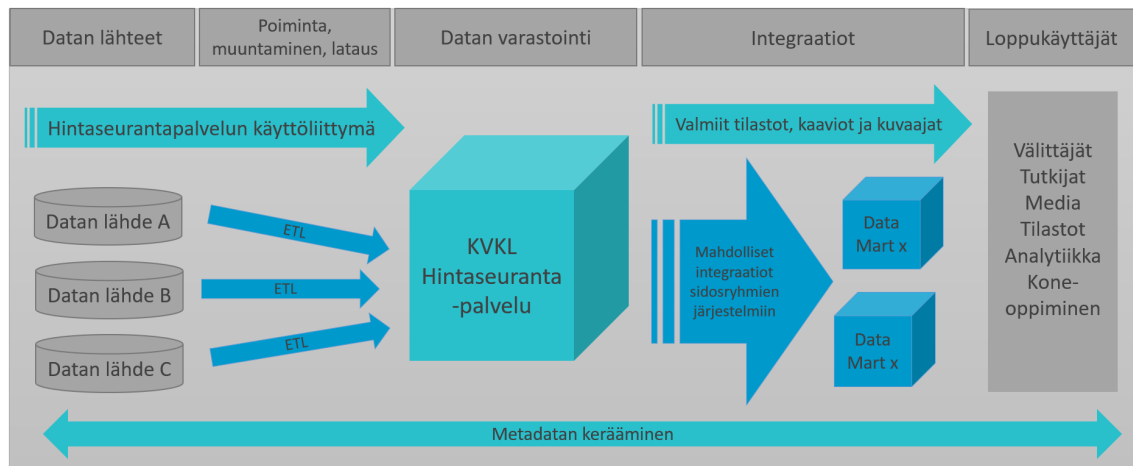 Datan lähteet
Poiminta,
muuntaminen, lataus
Datan varastointi
Integraatiot
Loppukäyttäjät
Hintaseurantapalvelun käyttöliittymä
Datan lähde A
Datan lähde B
Datan lähde C
ETL
ETL
ETL
KVKL
Hintaseuranta
-palvelu
Valmiit tilastot, kaaviot ja kuvaajat
Mahdolliset
integraatiot
sidosryhmien
järjestelmiin
Data
Mart x
Data
Mart x
Välittäjät
Tutkijat
Media
Tilastot
Analytiikka
Kone-
oppiminen
Metadatan kerääminen